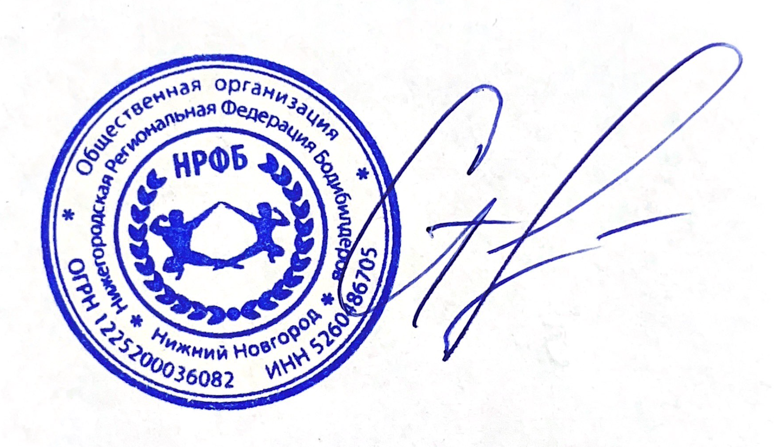 Общественная организация
Нижегородская Региональная Федерация Бодибилдеров
НРФБ
* Нижний Новгород *
* ОГРН 1225200036082 ИНН 5260486705 *